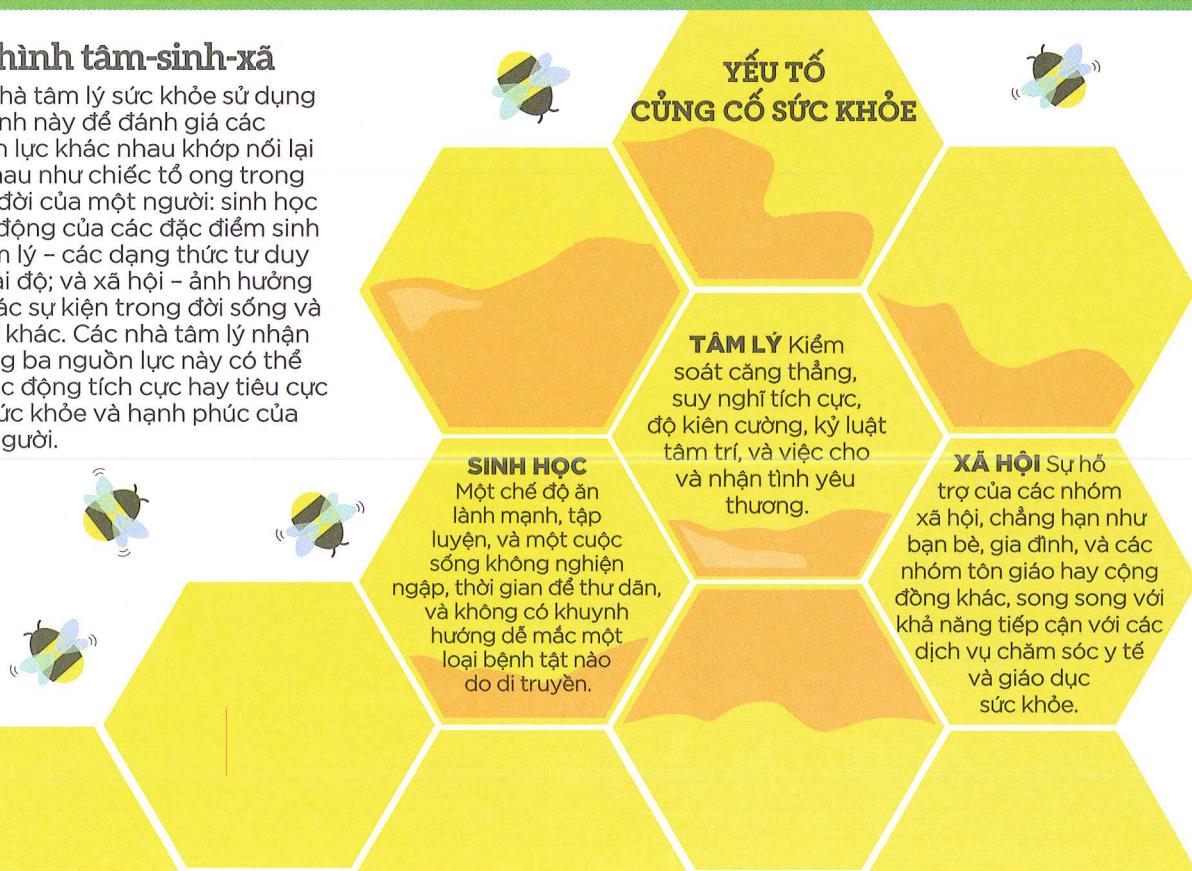 hình tâm-sinh-xã
hà tâm lý sức khỏe sử dụng
nh này để đánh giá các
n lực khác nhau khớp nối lại
hau như chiếc tổ ong trong
đời của một người: sinh học
động của các đặc điểm sinh
n lý – các dạng thức tư duy
ái độ; và xã hội – ảnh hưởng
ác sự kiện trong đời sống và
khác. Các nhà tâm lý nhận
g ba nguồn lực này có thể
c động tích cực hay tiêu cực
ức khỏe và hạnh phúc của
gười.
YẾU TỐ
CỦNG CỐ SỨC KHỎE
SINH HỌC
Một chế độ ăn
lành mạnh, tập
luyện, và một cuộc
sống không nghiện
ngập, thời gian để thư dãn,
và không có khuynh
hướng dễ mắc một
loại bệnh tật nào
do di truyền.
TÂM LÝ Kiểm
soát căng thẳng,
suy nghĩ tích cực,
độ kiên cường, kỷ luật
tâm trí, và việc cho
và nhận tình yêu
thương.
XÃ HỘI Sự hỗ
trợ của các nhóm
xã hội, chẳng hạn như
bạn bè, gia đình, và các
nhóm tôn giáo hay cộng
đồng khác, song song với
khả năng tiếp cận với các
dịch vụ chăm sóc y tế
và giáo dục
sức khỏe.